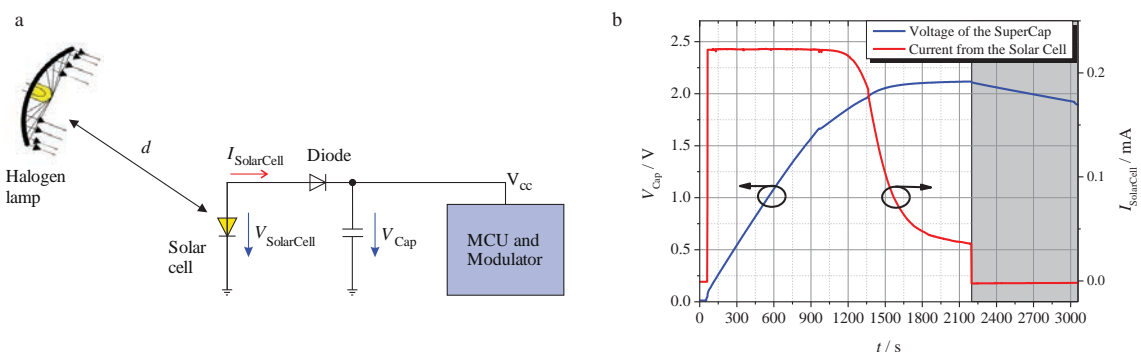 a
Halogen
lamp
d
I_SolarCell
Diode
V_CC
Solar
cell
V_SolarCell
V_Cap
MCU and
Modulator
b
Voltage of the SuperCap
Current from the Solar Cell
V_Cap / V
2.5
2.0
1.5
1.0
0.5
0.0
0.2
0.1
0.0
I_SolarCell / mA
0 300 600 900 1200 1500 1800 2100 2400 2700 3000
t / s